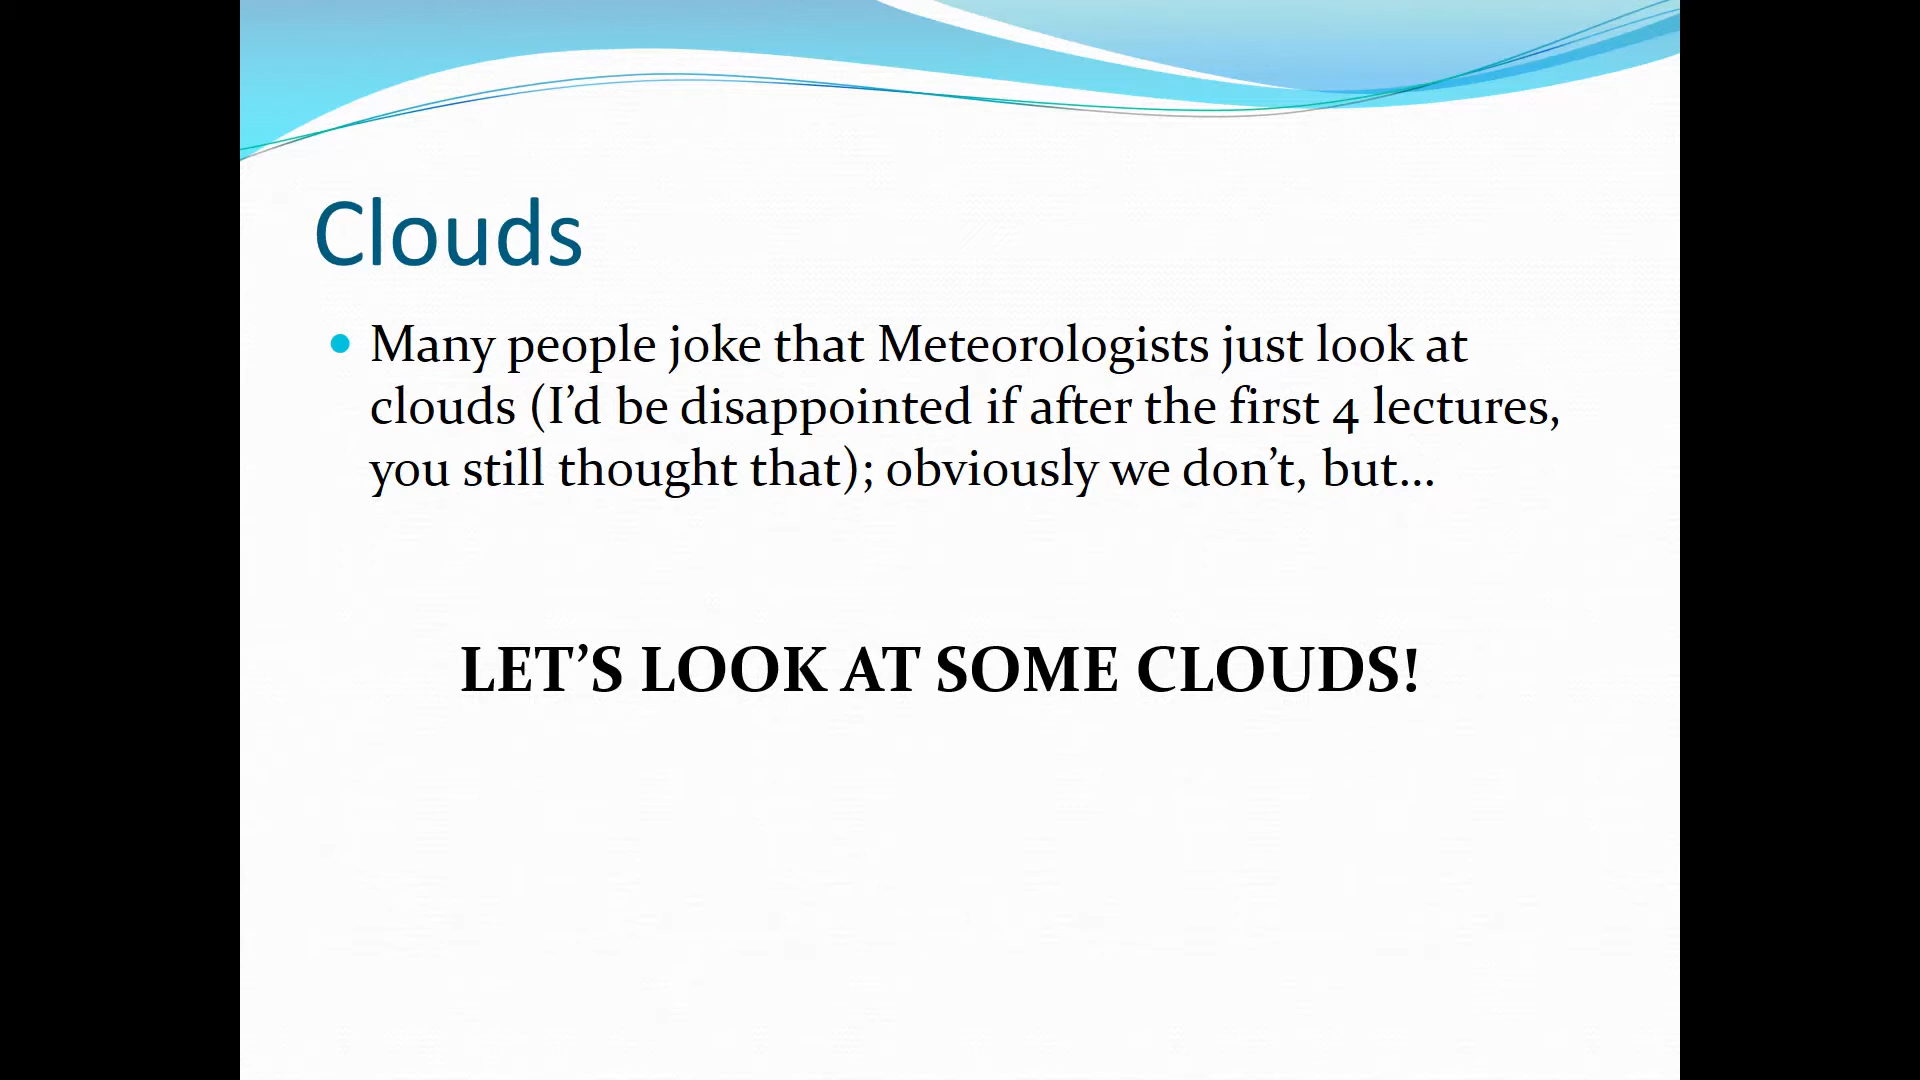 Clouds
Many people joke that Meteorologists just look at
clouds (I’d be disappointed if after the first 4 lectures,
you still thought that); obviously we don’t, but…
LET’S LOOK AT SOME CLOUDS!